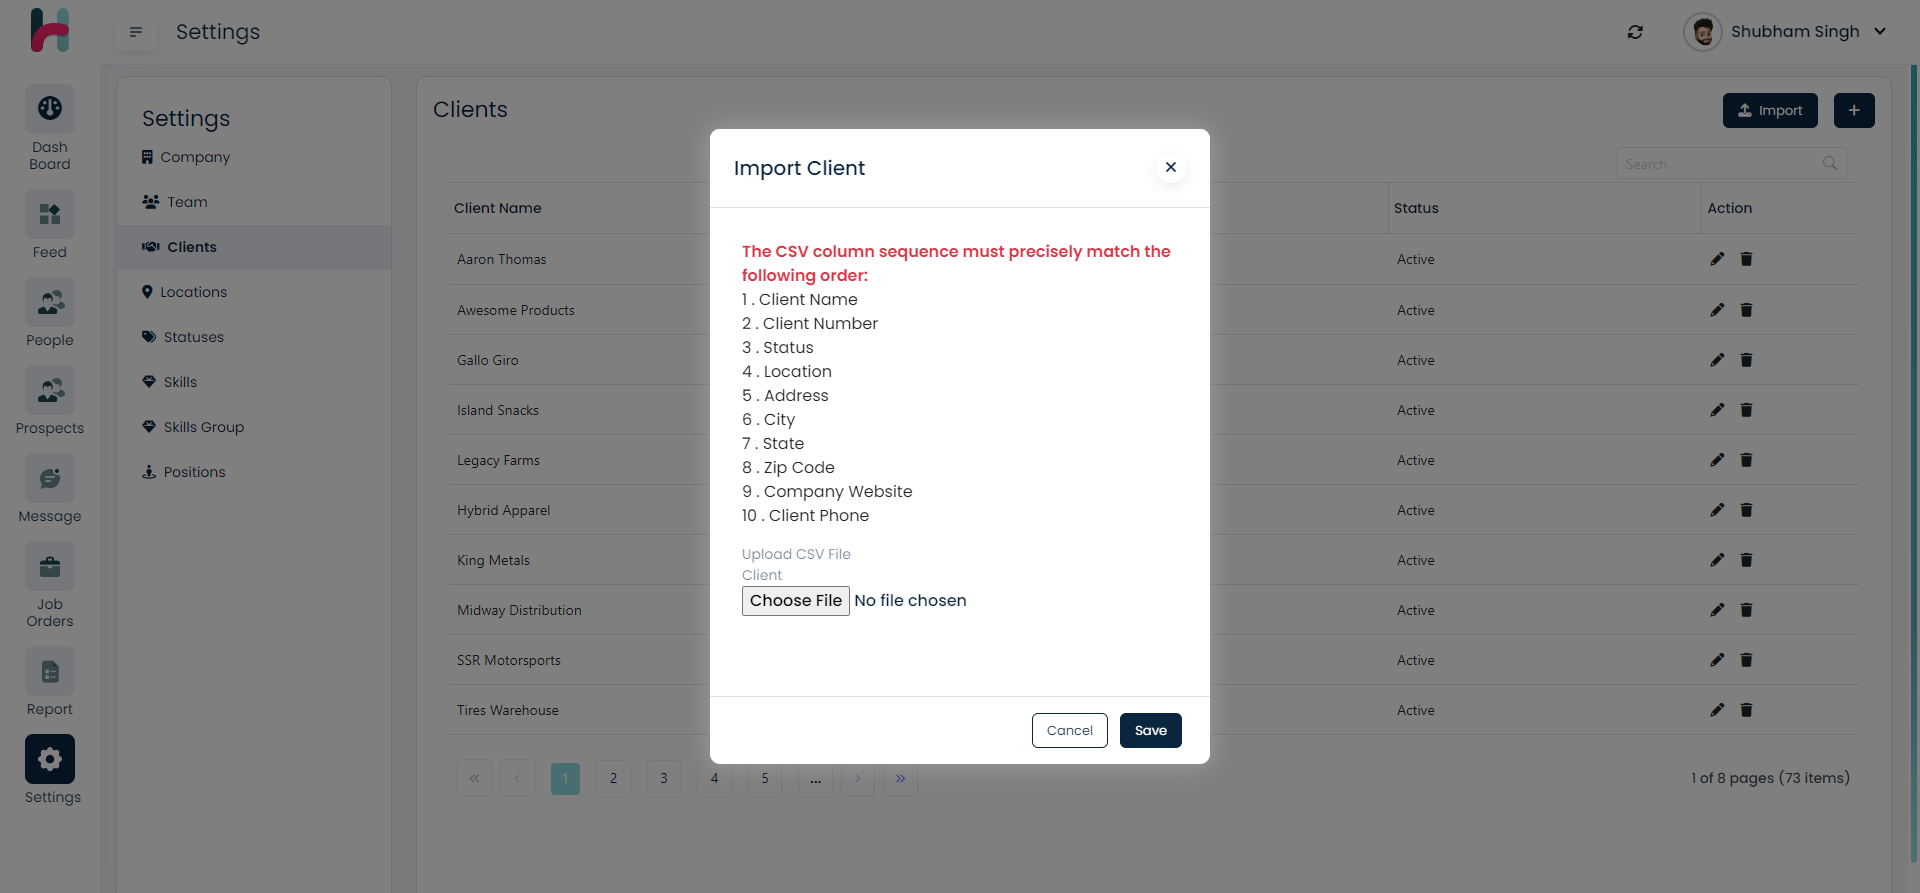 Settings
Shubham Singh
Dash
Board
Feed
People
Prospects
Message
Job
Orders
Report
Settings
Settings
Company
Team
Clients
Locations
Statuses
Skills
Skills Group
Positions
Clients
Import
+
Search
Client Name
Status
Action
Aaron Thomas
Active
Awesome Products
Active
Gallo Giro
Active
Island Snacks
Active
Legacy Farms
Active
Hybrid Apparel
Active
King Metals
Active
Midway Distribution
Active
SSR Motorsports
Active
Tires Warehouse
Active
« ‹ 1 2 3 4 5 ... › »
1 of 8 pages (73 items)
Import Client
The CSV column sequence must precisely match the
following order:
1 . Client Name
2 . Client Number
3 . Status
4 . Location
5 . Address
6 . City
7 . State
8 . Zip Code
9 . Company Website
10 . Client Phone
Upload CSV File
Client
Choose File No file chosen
Cancel
Save